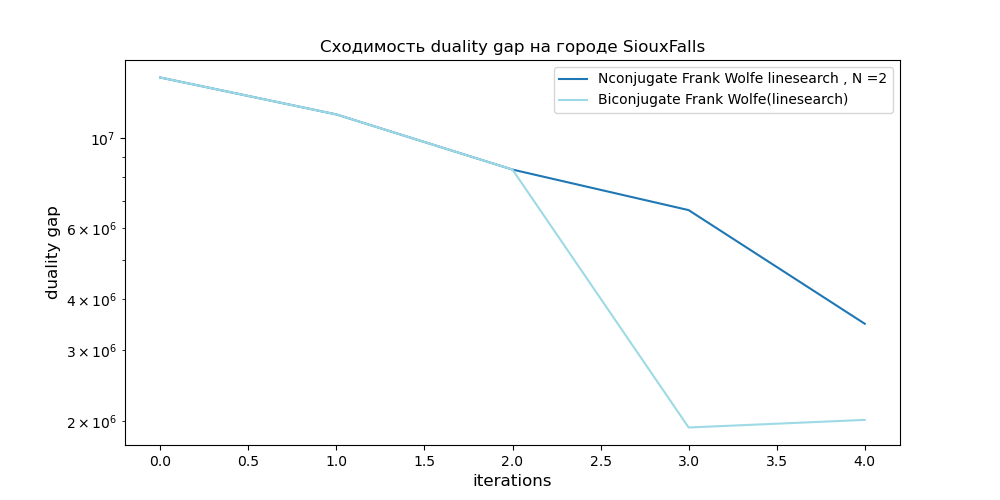 Сходимость duality gap на городе SiouxFalls
Nconjugate Frank Wolfe linesearch , N =2
Biconjugate Frank Wolfe(linesearch)
duality gap
10⁷
6 × 10⁶
4 × 10⁶
3 × 10⁶
2 × 10⁶
0.0 0.5 1.0 1.5 2.0 2.5 3.0 3.5 4.0
iterations